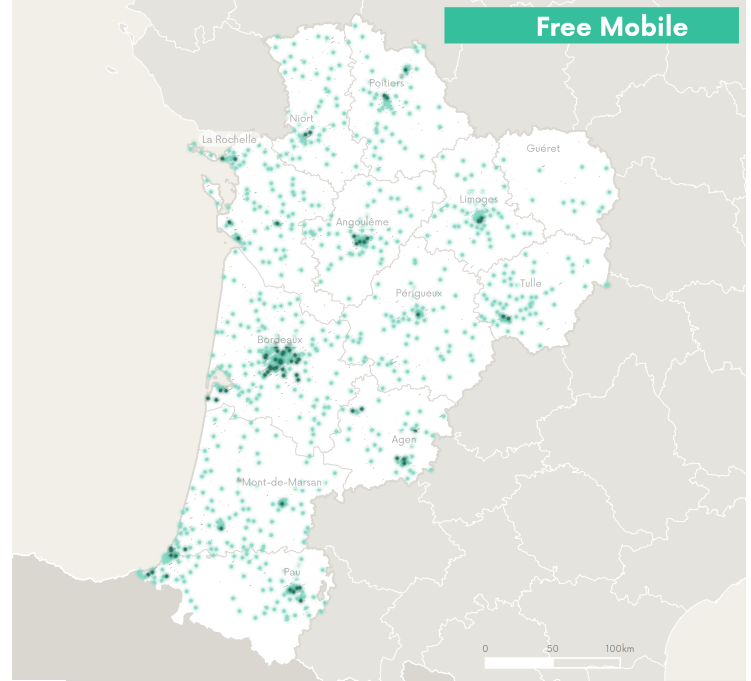 Free Mobile
Poitiers
Niort
La Rochelle
Guéret
Limoges
Angoulême
Tulle
Périgueux
Bordeaux
Agen
Mont-de-Marsan
Pau
0 50 100km